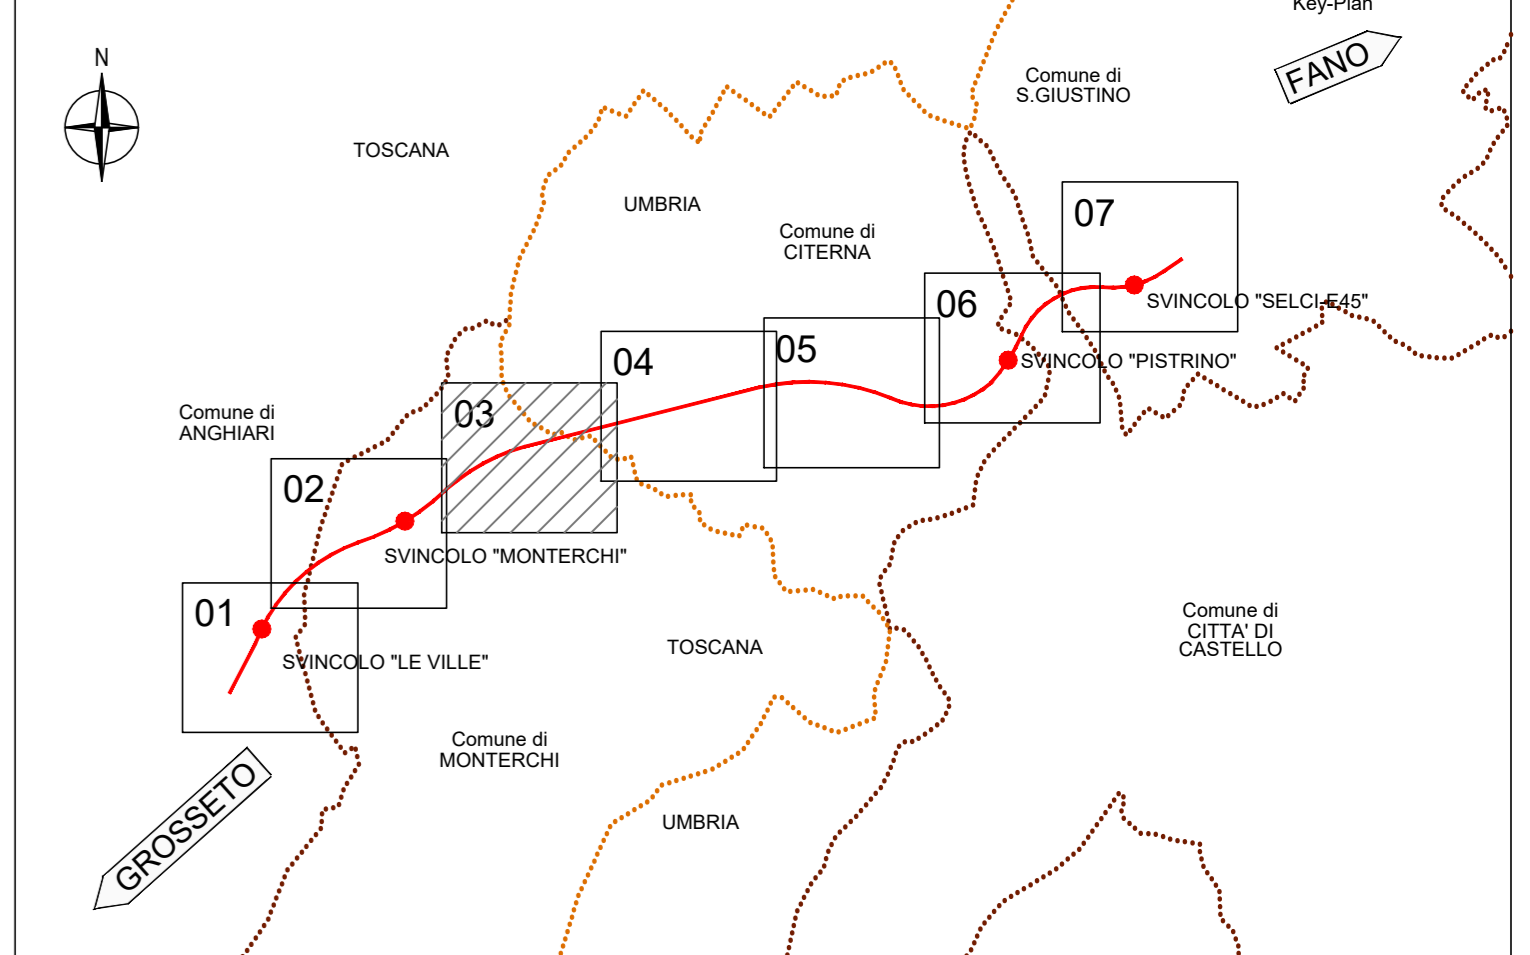 Key-Plan
N
FANO
Comune di
S.GIUSTINO
TOSCANA
UMBRIA
07
Comune di
CITERNA
06
SVINCOLO "SELCI-E45"
05
04
SVINCOLO "PISTRINO"
03
Comune di
ANGHIARI
02
SVINCOLO "MONTERCHI"
01
Comune di
CITTA' DI
CASTELLO
TOSCANA
SVINCOLO "LE VILLE"
Comune di
MONTERCHI
GROSSETO
UMBRIA